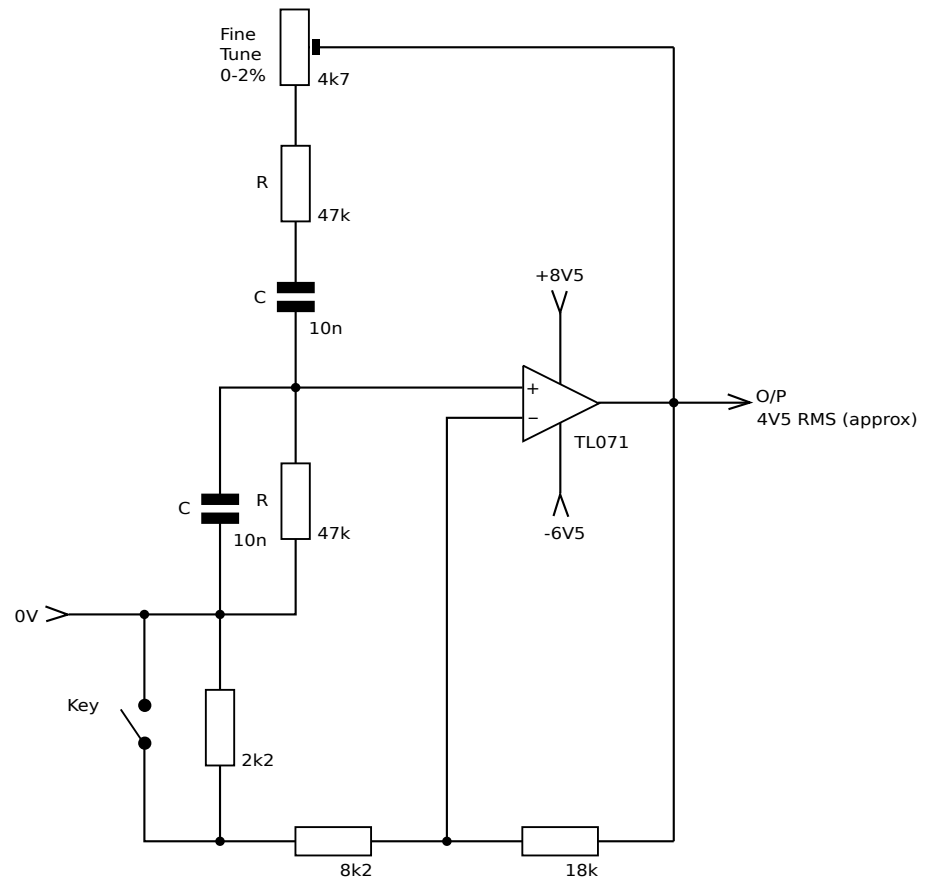 Fine
Tune
0-2%
4k7
R
47k
C
10n
+8V5
+
−
O/P
4V5 RMS (approx)
TL071
-6V5
C
10n
R
47k
0V
Key
2k2
8k2
18k